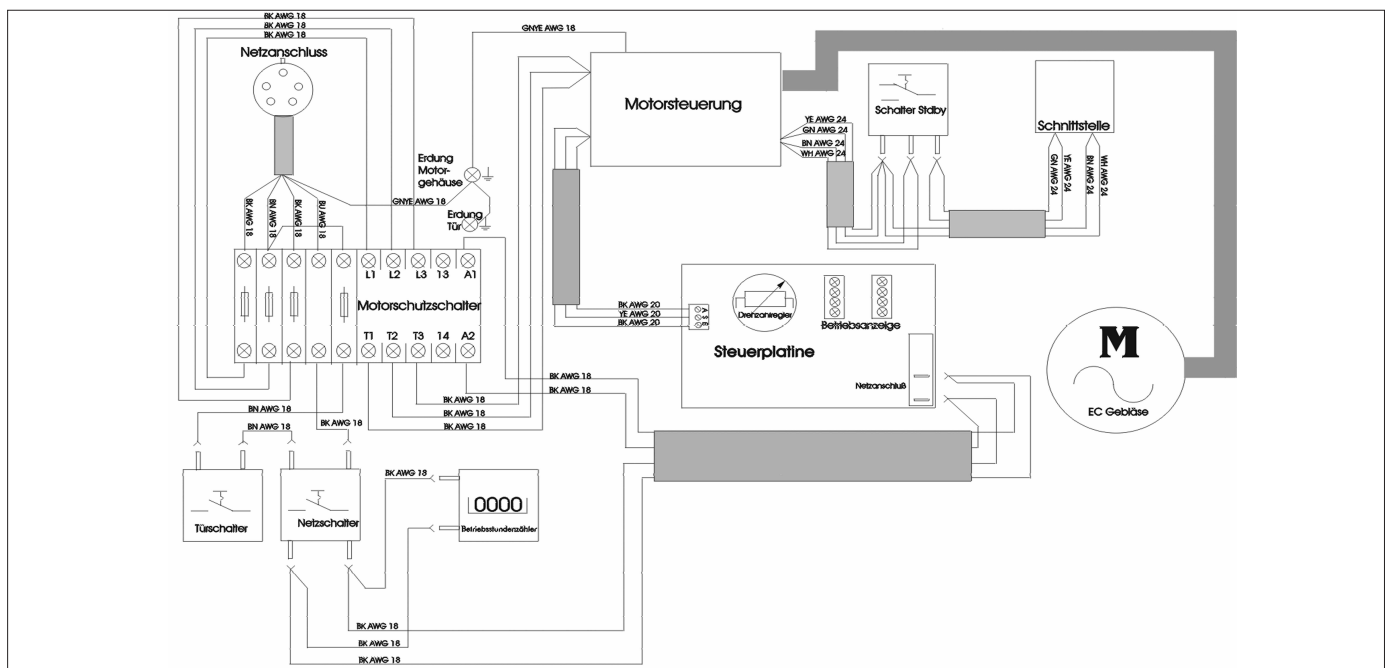 BK AWG 18
BK AWG 18
BK AWG 18
Netzanschluss
GNYE AWG 18
Motorsteuerung
Schalter Stdby
Schnittstelle
YE AWG 24
GN AWG 24
BN AWG 24
WH AWG 24
GN AWG 24
YE AWG 24
BN AWG 24
WH AWG 24
Erdung
Motor-
gehäuse
GNYE AWG 18
Erdung
Tür
BK AWG 18
BN AWG 18
BK AWG 18
BU AWG 18
L1 L2 L3 13 A1
Motorschutzschalter
T1 T2 T3 14 A2
BK AWG 20
YE AWG 20
BK AWG 20
A
S
E
Drehzahlregler
Betriebsanzeige
Steuerplatine
Netzanschluß
M
EC Gebläse
BK AWG 18
BK AWG 18
BK AWG 18
BK AWG 18
BK AWG 18
BN AWG 18
BN AWG 18
BK AWG 18
Türschalter
Netzschalter
BK AWG 18
0000
Betriebsstundenzähler
BK AWG 18
BK AWG 18
BK AWG 18